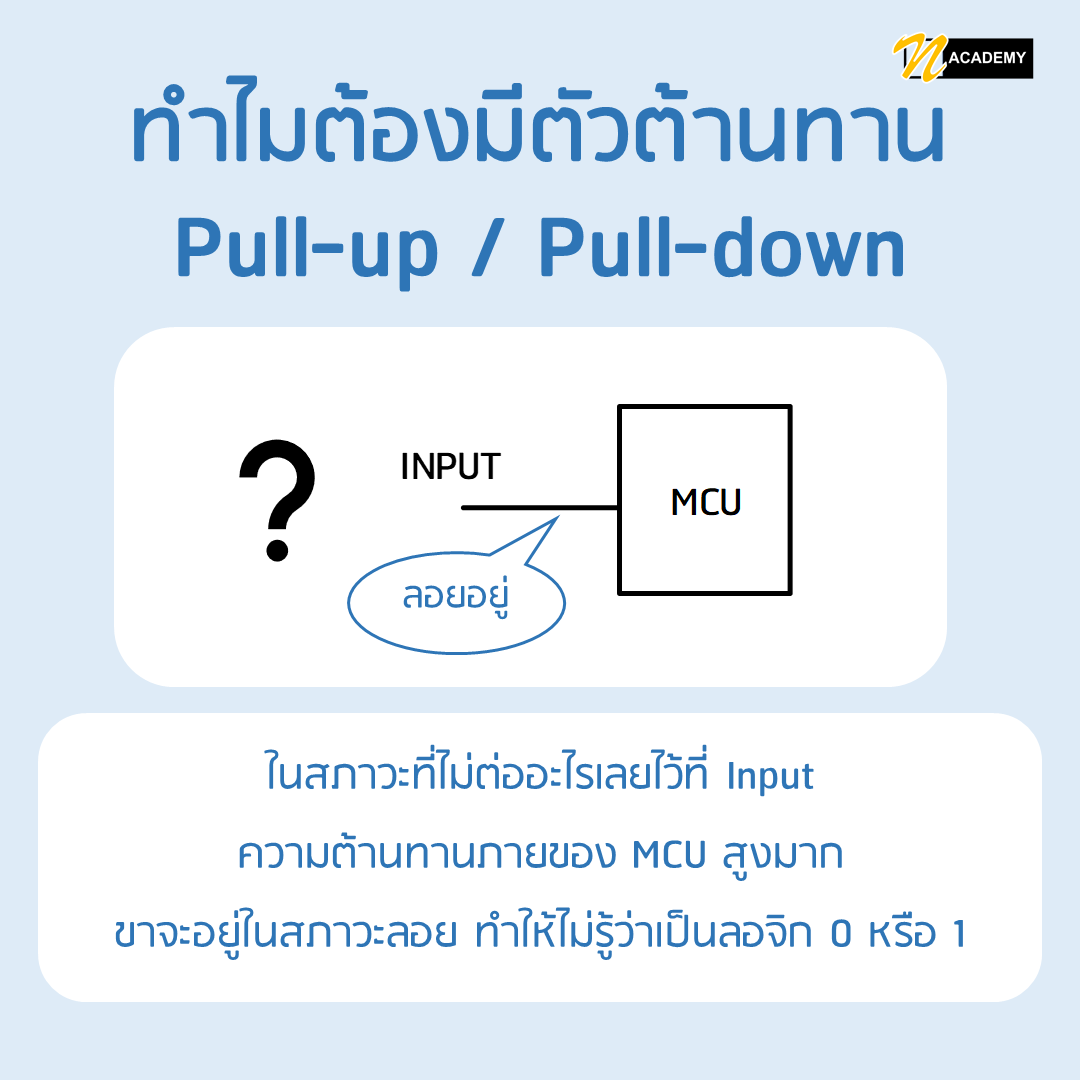 n ACADEMY
ทำไมต้องมีตัวต้านทาน
Pull-up / Pull-down
?
INPUT
MCU
ลอยอยู่
ในสภาวะที่ไม่ต่ออะไรเลยไว้ที่ Input
ความต้านทานภายของ MCU สูงมาก
ขาจะอยู่ในสภาวะลอย ทำให้ไม่รู้ว่าเป็นลอจิก 0 หรือ 1